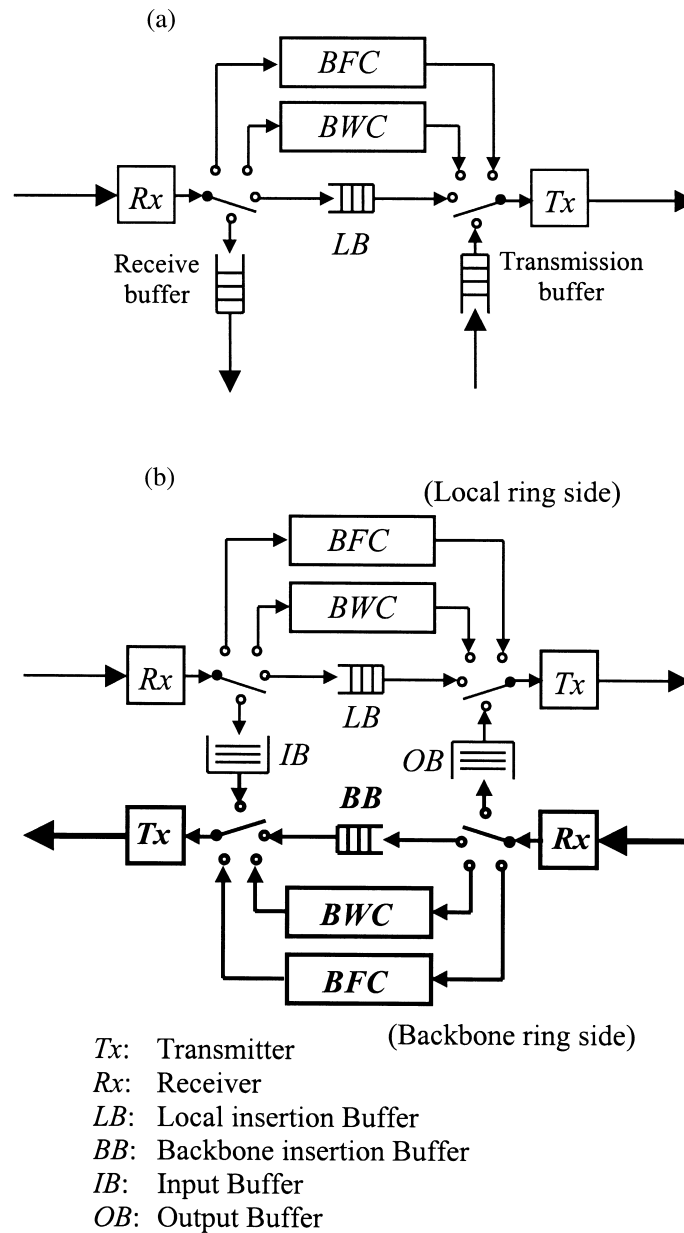 (a)
BFC
BWC
Rx
LB
Tx
Receive
buffer
Transmission
buffer
(b)
(Local ring side)
BFC
BWC
Rx
LB
Tx
IB
OB
BB
Tx
Rx
BWC
BFC
(Backbone ring side)
Tx: Transmitter
Rx: Receiver
LB: Local insertion Buffer
BB: Backbone insertion Buffer
IB: Input Buffer
OB: Output Buffer